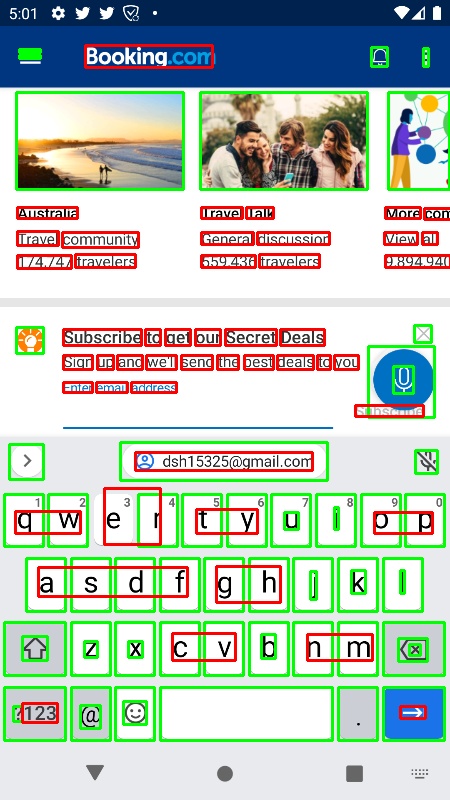 5:01
Booking.com
Australia
Travel community
174,747 travelers
Travel Talk
General discussion
559,436 travelers
More com
View all
9,894,940
Subscribe to get our Secret Deals
Sign up and we'll send the best deals to you
Enter email address
Subscribe
dsh15325@gmail.com
q 1 w 2 e 3 r 4 t 5 y 6 u 7 i 8 o 9 p 0
a s d f g h j k l
z x c v b n m
?123 @ .